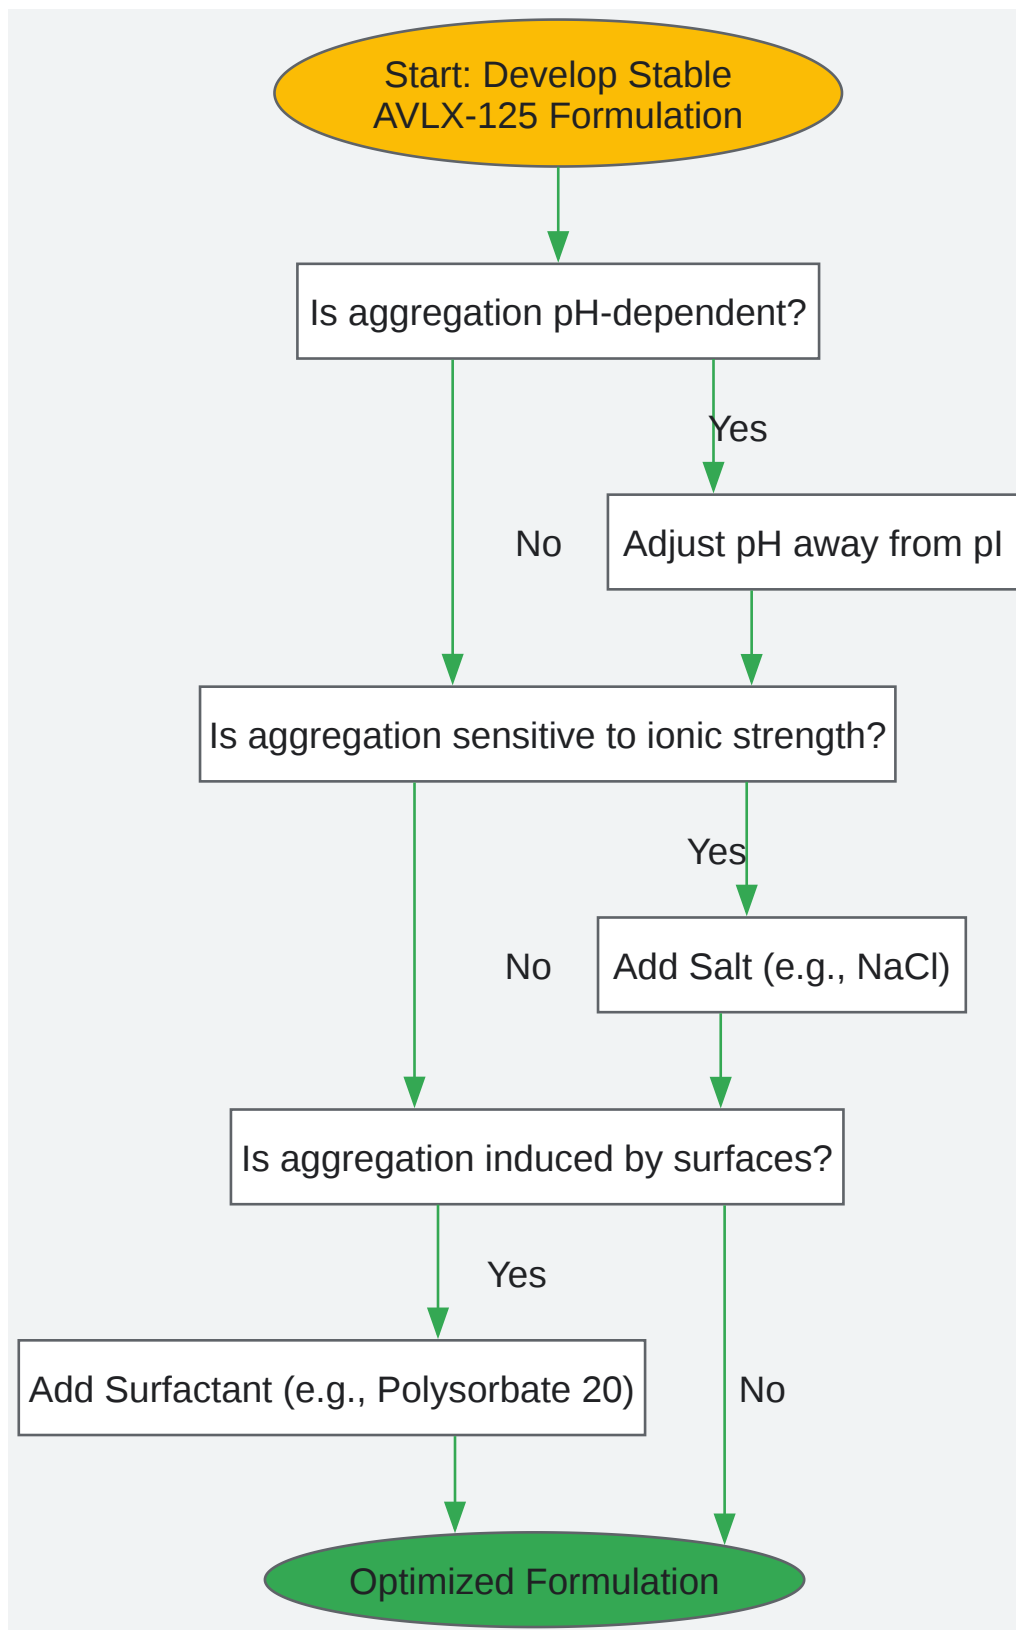 Start: Develop Stable
AVLX-125 Formulation
Is aggregation pH-dependent?
Yes
No
Adjust pH away from pI
Is aggregation sensitive to ionic strength?
Yes
No
Add Salt (e.g., NaCl)
Is aggregation induced by surfaces?
Yes
Add Surfactant (e.g., Polysorbate 20)
No
Optimized Formulation